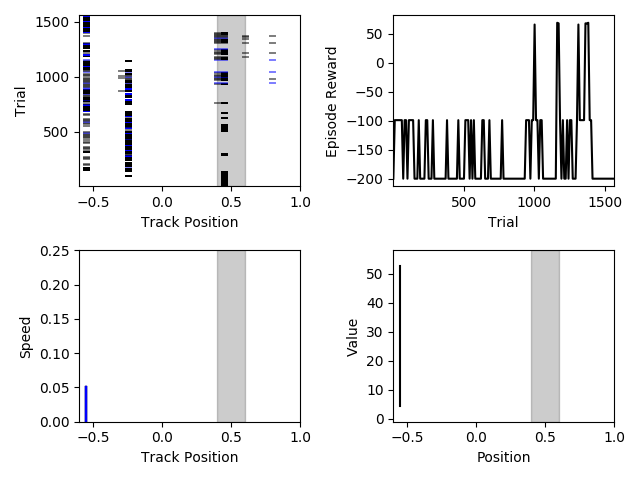 1500
1000
500
Trial
−0.5 0.0 0.5 1.0
Track Position
50
0
−50
−100
−150
−200
Episode Reward
500 1000 1500
Trial
0.25
0.20
0.15
0.10
0.05
0.00
Speed
−0.5 0.0 0.5 1.0
Track Position
50
40
30
20
10
0
Value
−0.5 0.0 0.5 1.0
Position